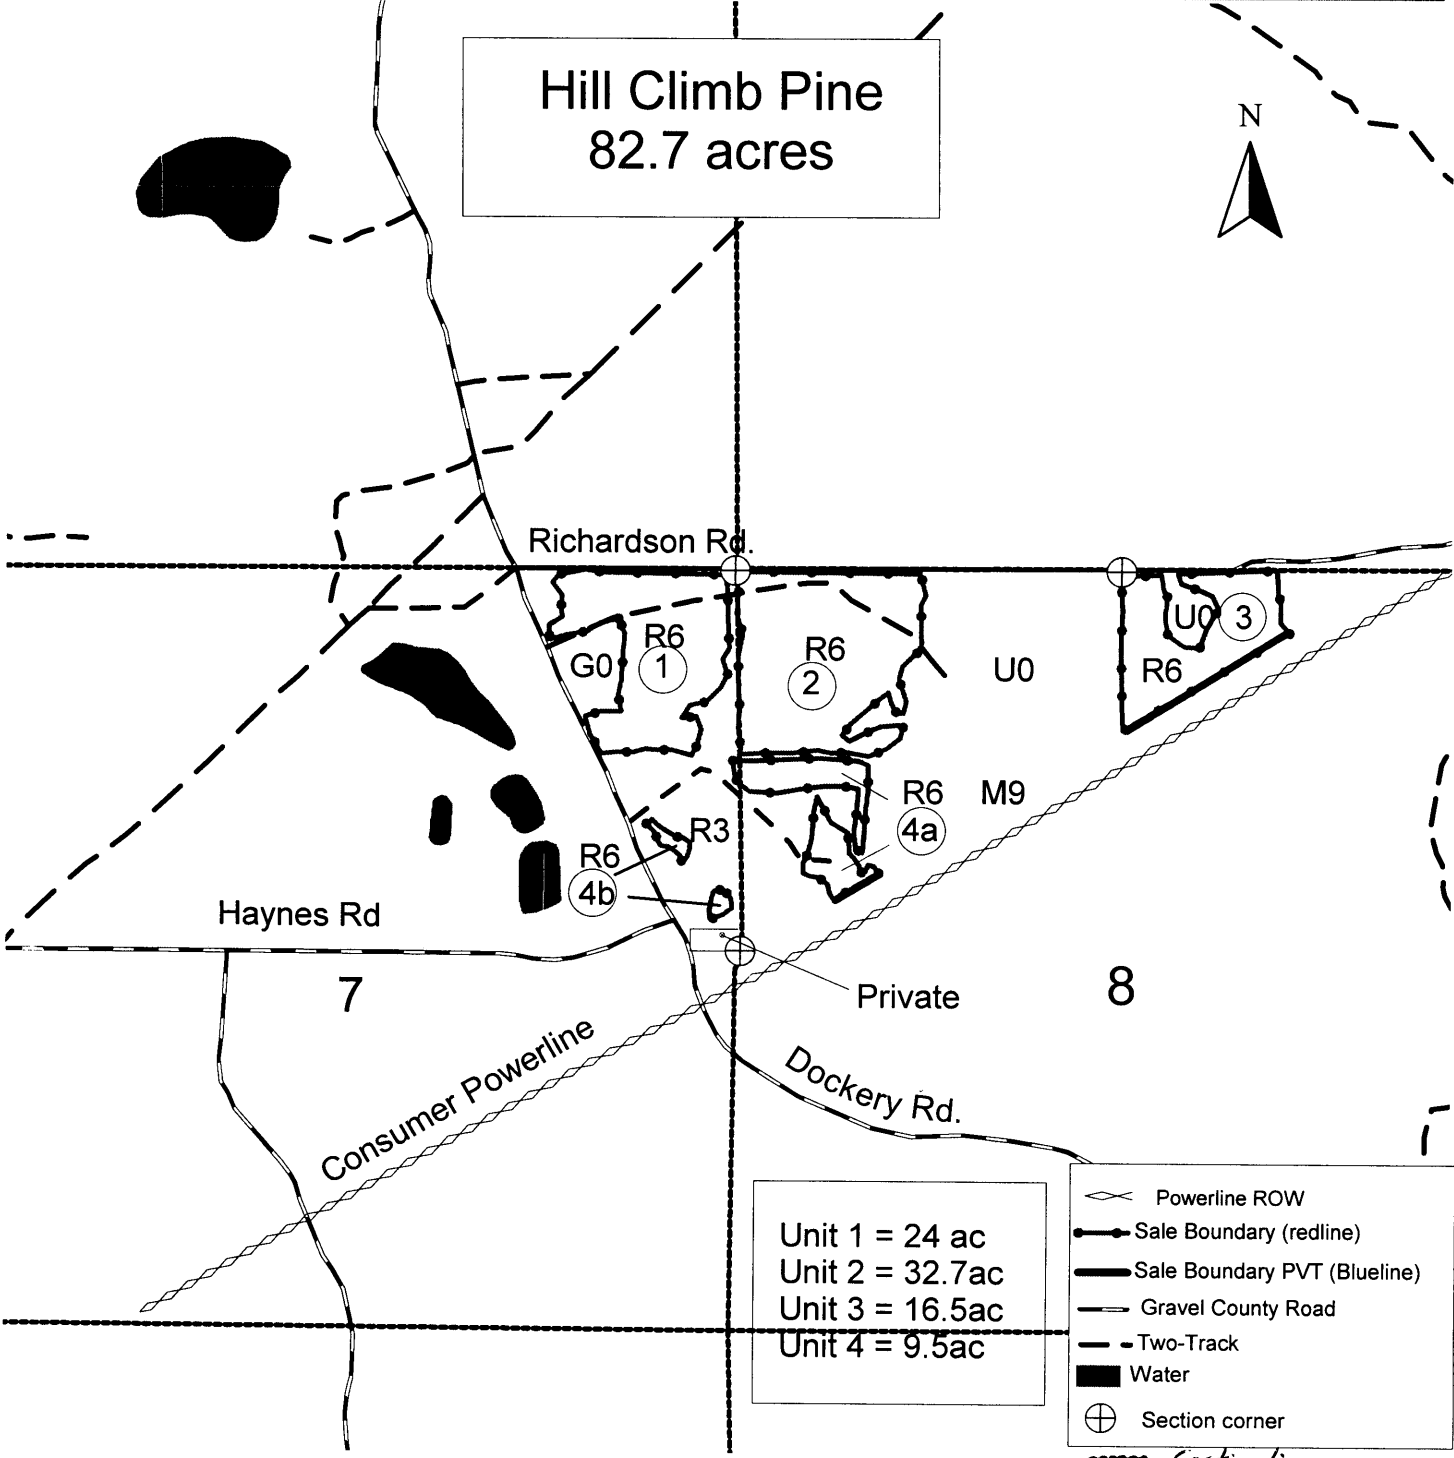 Hill Climb Pine
82.7 acres
N
Richardson Rd.
R6
1
G0
R6
2
U0
U0
3
R6
R6
4a
M9
R3
R6
4b
Haynes Rd
7
8
Private
Consumer Powerline
Dockery Rd.
Unit 1 = 24 ac
Unit 2 = 32.7ac
Unit 3 = 16.5ac
Unit 4 = 9.5ac
Powerline ROW
Sale Boundary (redline)
Sale Boundary PVT (Blueline)
Gravel County Road
Two-Track
Water
Section corner